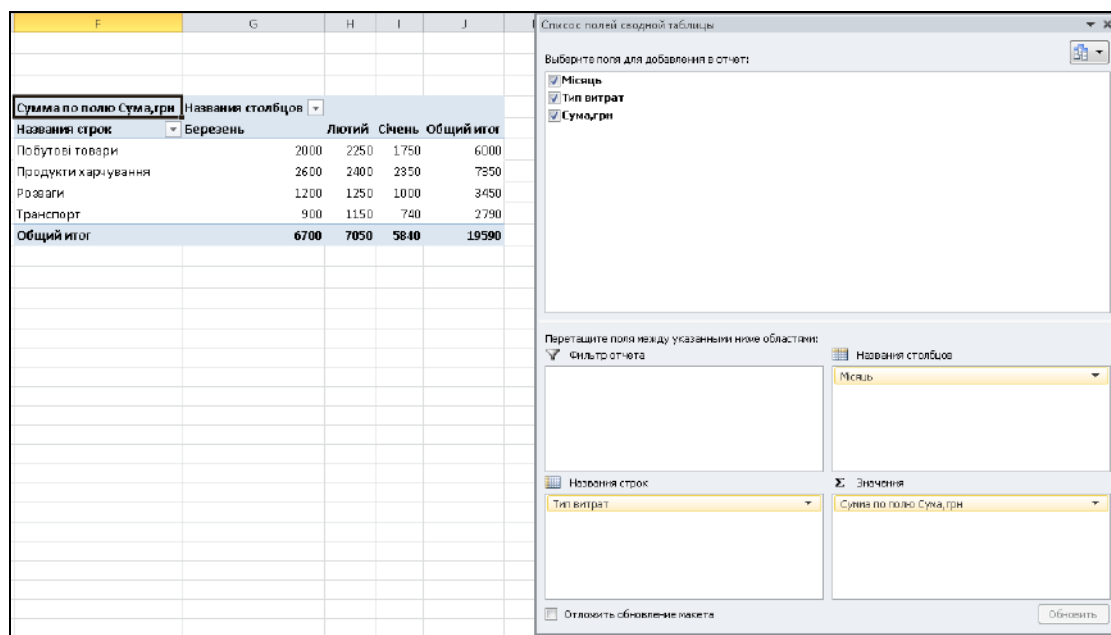 F G H I J
Сумма по полю Сума,грн Названия столбцов
Названия строк Березень Лютий Січень Общий итог
Побутові товари 2000 2250 1750 6000
Продукти харчування 2600 2400 2350 7350
Розваги 1200 1250 1000 3450
Транспорт 900 1150 740 2790
Общий итог 6700 7050 5840 19590
Список полей сводной таблицы
Выберите поля для добавления в отчет:
Місяць
Тип витрат
Сума,грн
Перетащите поля между указанными ниже областями:
Фильтр отчета
Названия столбцов
Місяць
Названия строк
Σ Значения
Тип витрат
Сумма по полю Сума,грн
Отложить обновление макета
Обновить